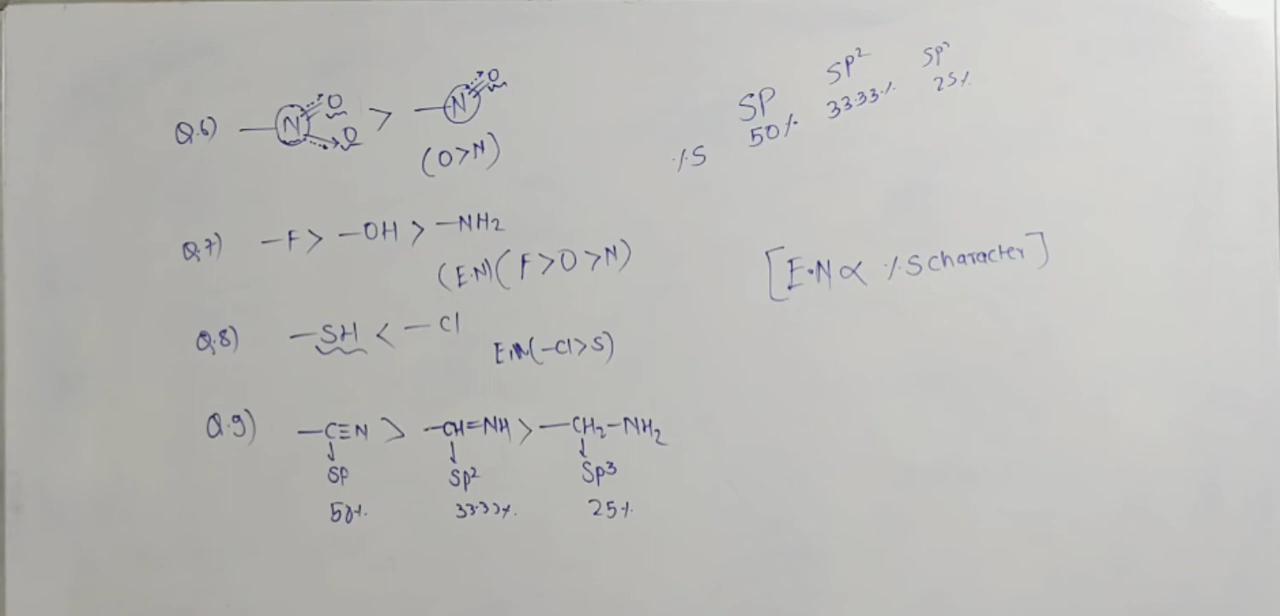 Q.6) —N=O →O > —N=O
(O>N)
SP SP² SP³
%S 50% 33.33% 25%
Q.7) —F > —OH > —NH₂
(E.N) (F>O>N)
[E.N ∝ %S character]
Q.8) —SH < —Cl
E.N(—Cl>S)
Q.9) —C≡N > —CH=NH > —CH₂—NH₂
↓ ↓ ↓
SP SP² SP³
50%. 33.33%. 25%.